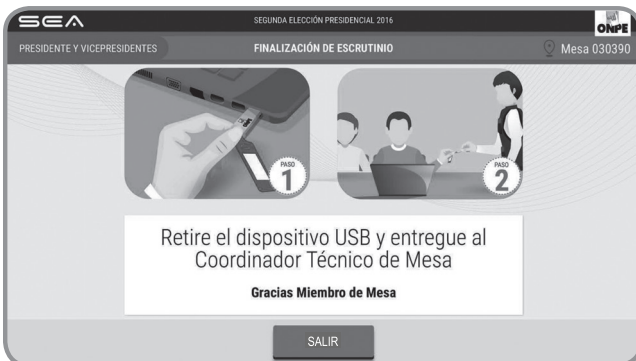 SEA
SEGUNDA ELECCIÓN PRESIDENCIAL 2016
ONPE
PRESIDENTE Y VICEPRESIDENTES
FINALIZACIÓN DE ESCRUTINIO
Mesa 030390
PASO
1
PASO
2
Retire el dispositivo USB y entregue al
Coordinador Técnico de Mesa
Gracias Miembro de Mesa
SALIR